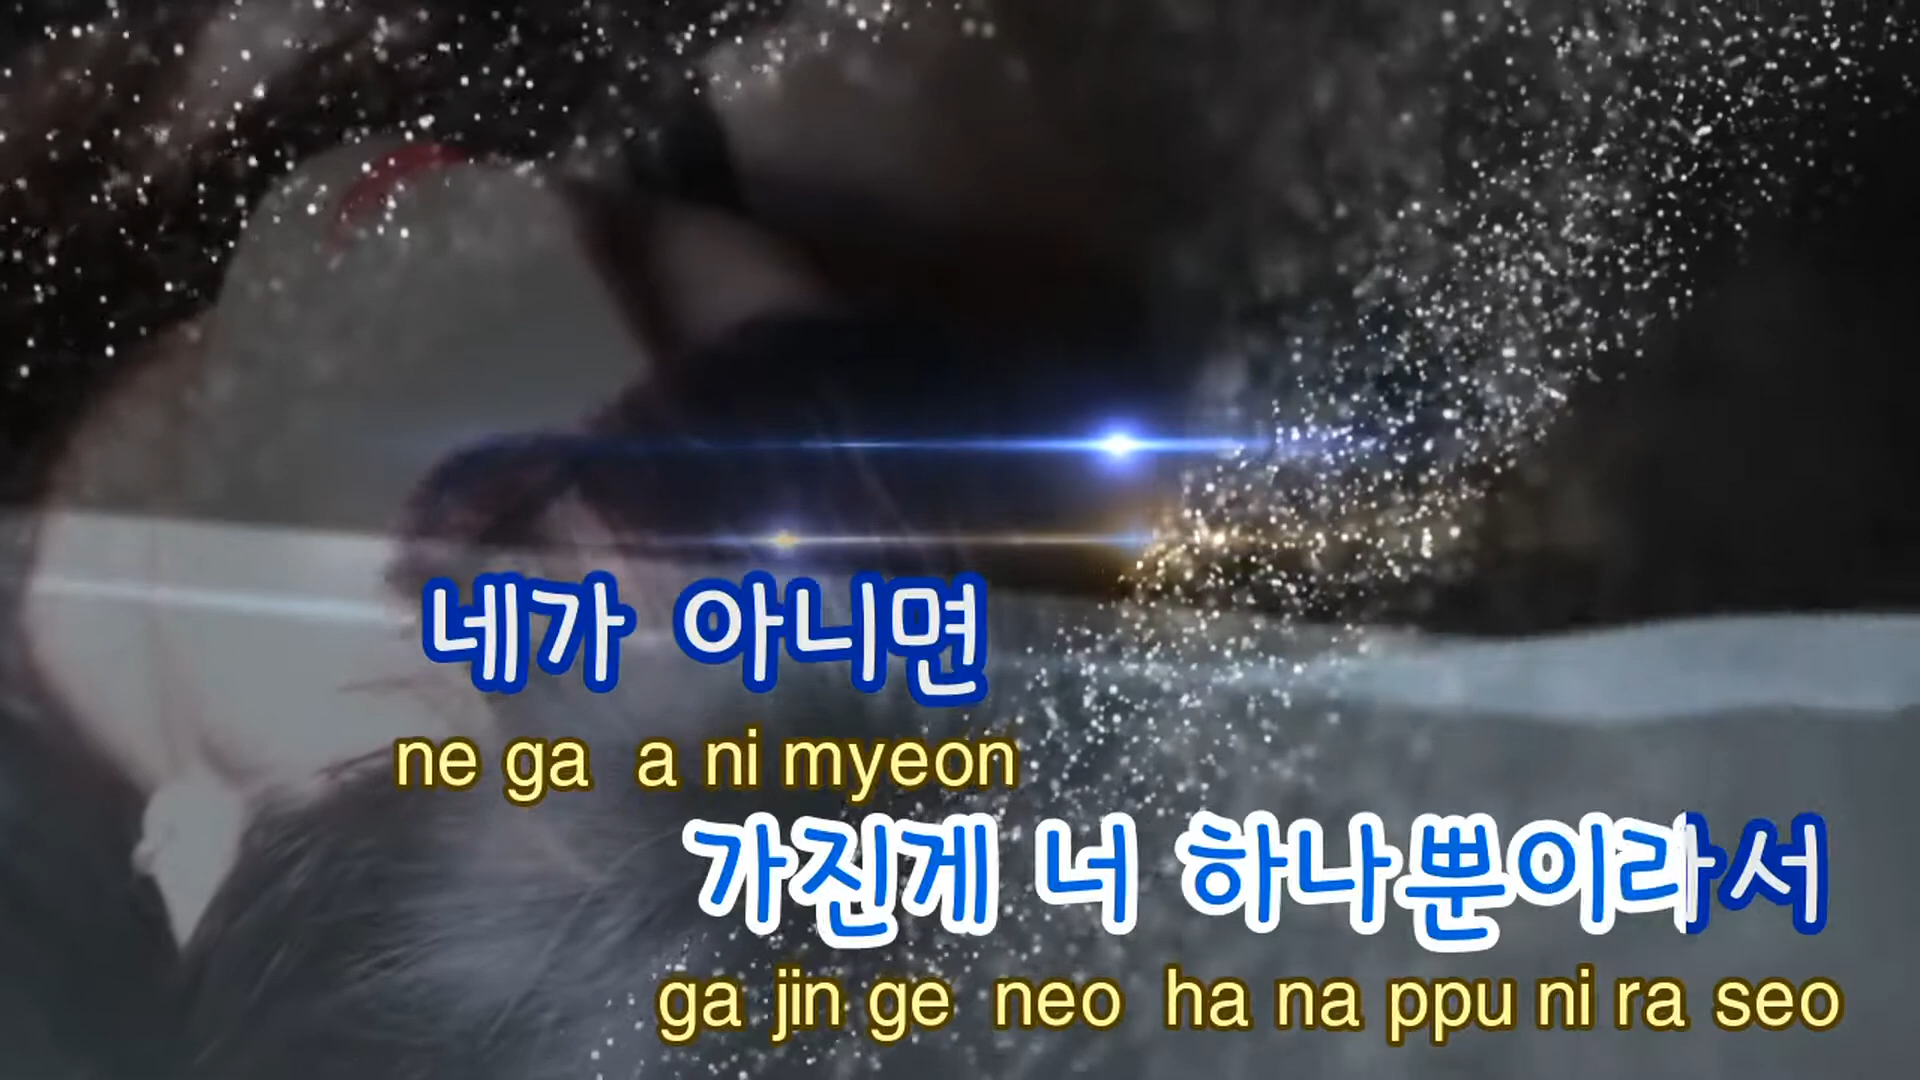 네가 아니면
ne ga a ni myeon
가진게 너 하나뿐이라서
ga jin ge neo ha na ppu ni ra seo